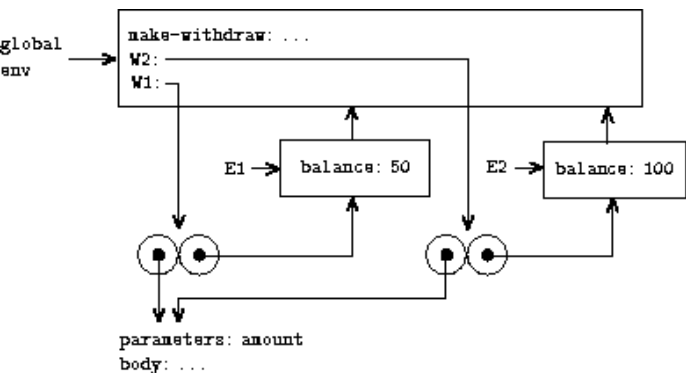 make-withdraw: ...
global
env
W2:
W1:
E1
balance: 50
E2
balance: 100
parameters: amount
body: ...